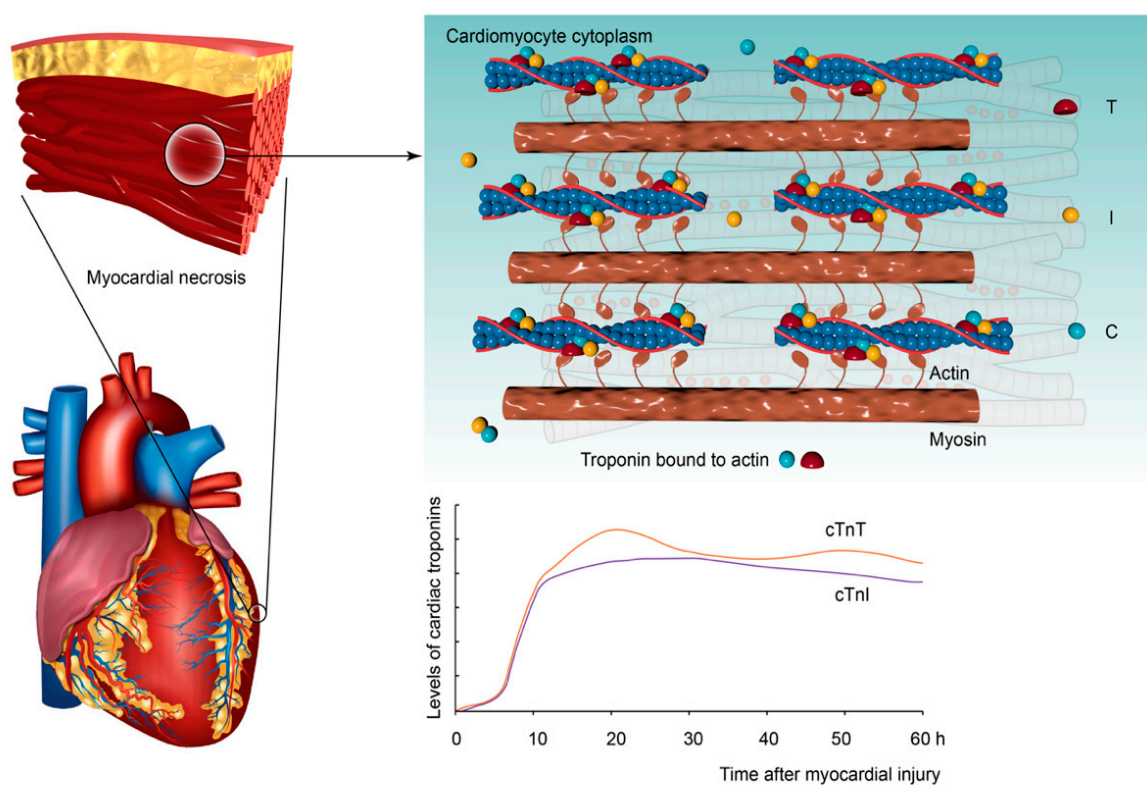 Cardiomyocyte cytoplasm
T
I
Myocardial necrosis
C
Actin
Myosin
Troponin bound to actin
Levels of cardiac troponins
cTnT
cTnI
0 10 20 30 40 50 60 h
Time after myocardial injury